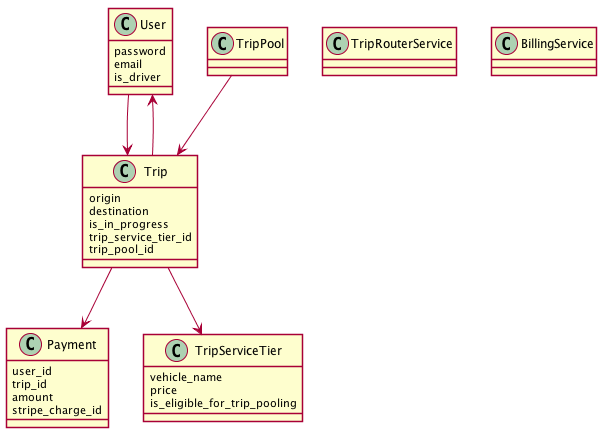 C User
password
email
is_driver
C TripPool
C TripRouterService
C BillingService
C Trip
origin
destination
is_in_progress
trip_service_tier_id
trip_pool_id
C Payment
user_id
trip_id
amount
stripe_charge_id
C TripServiceTier
vehicle_name
price
is_eligible_for_trip_pooling